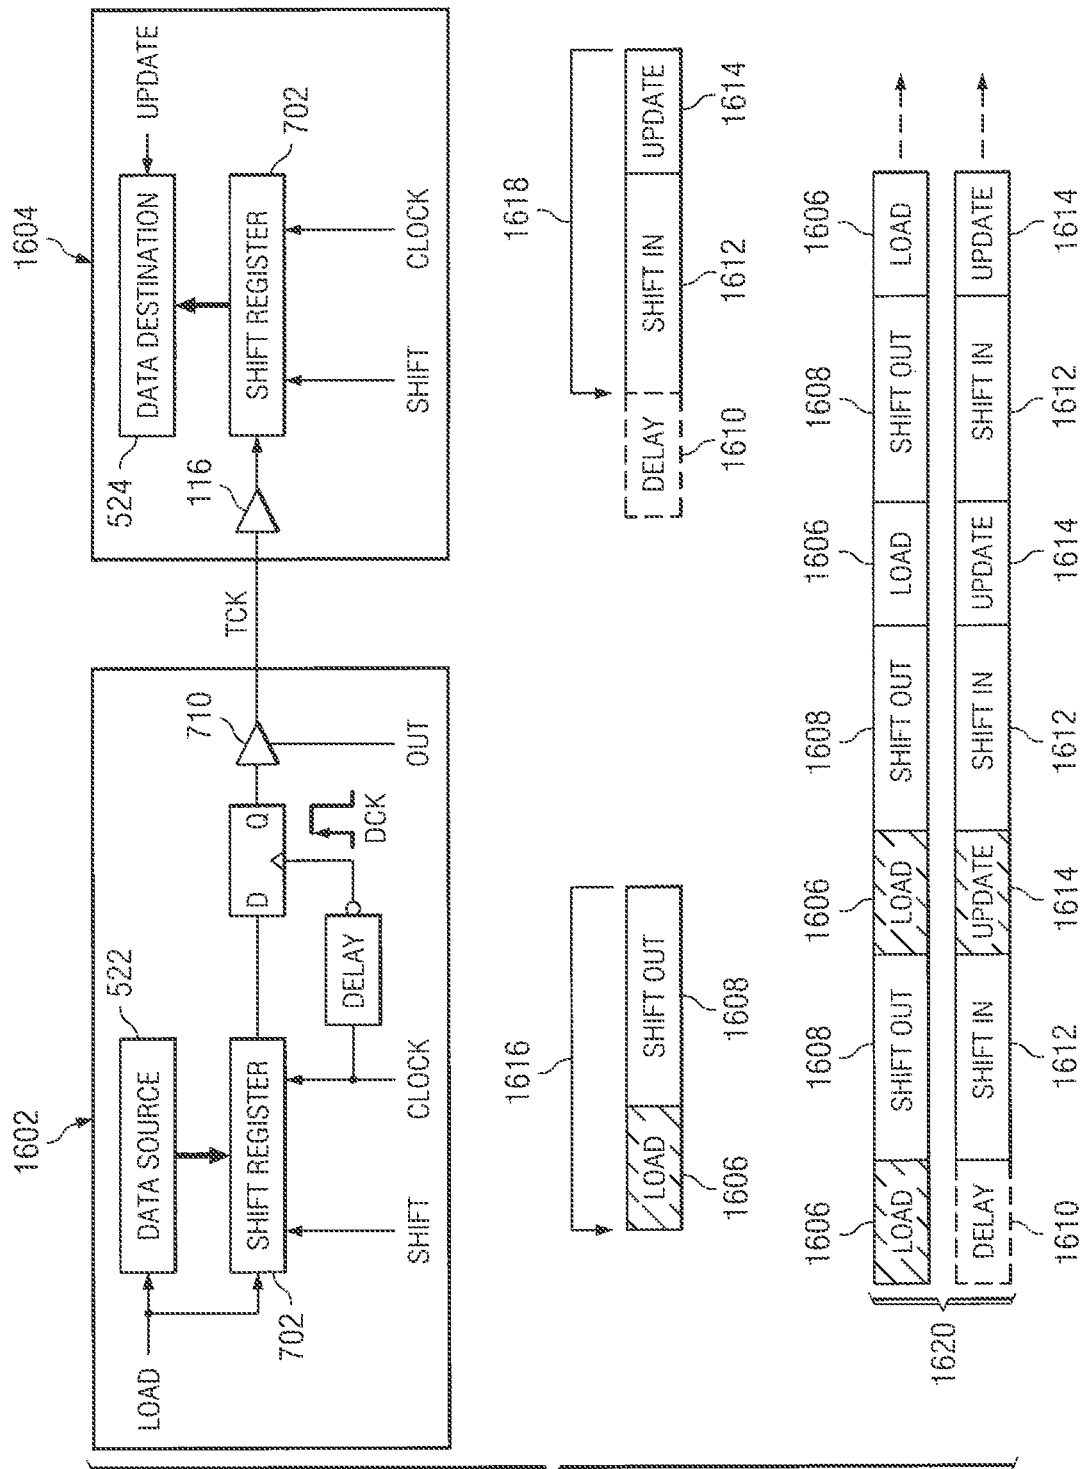 1602
LOAD
DATA SOURCE
522
SHIFT REGISTER
702
SHIFT
CLOCK
DELAY
D
Q
DCK
710
OUT
TCK
1604
116
524
DATA DESTINATION
UPDATE
SHIFT REGISTER
702
SHIFT
CLOCK
1616
LOAD
SHIFT OUT
1606
1608
1618
DELAY
SHIFT IN
UPDATE
1610
1612
1614
1606
1608
1606
1608
1606
1608
1606
LOAD
SHIFT OUT
LOAD
SHIFT OUT
LOAD
SHIFT OUT
LOAD
1620
DELAY
SHIFT IN
UPDATE
SHIFT IN
UPDATE
SHIFT IN
UPDATE
1610
1612
1614
1612
1614
1612
1614